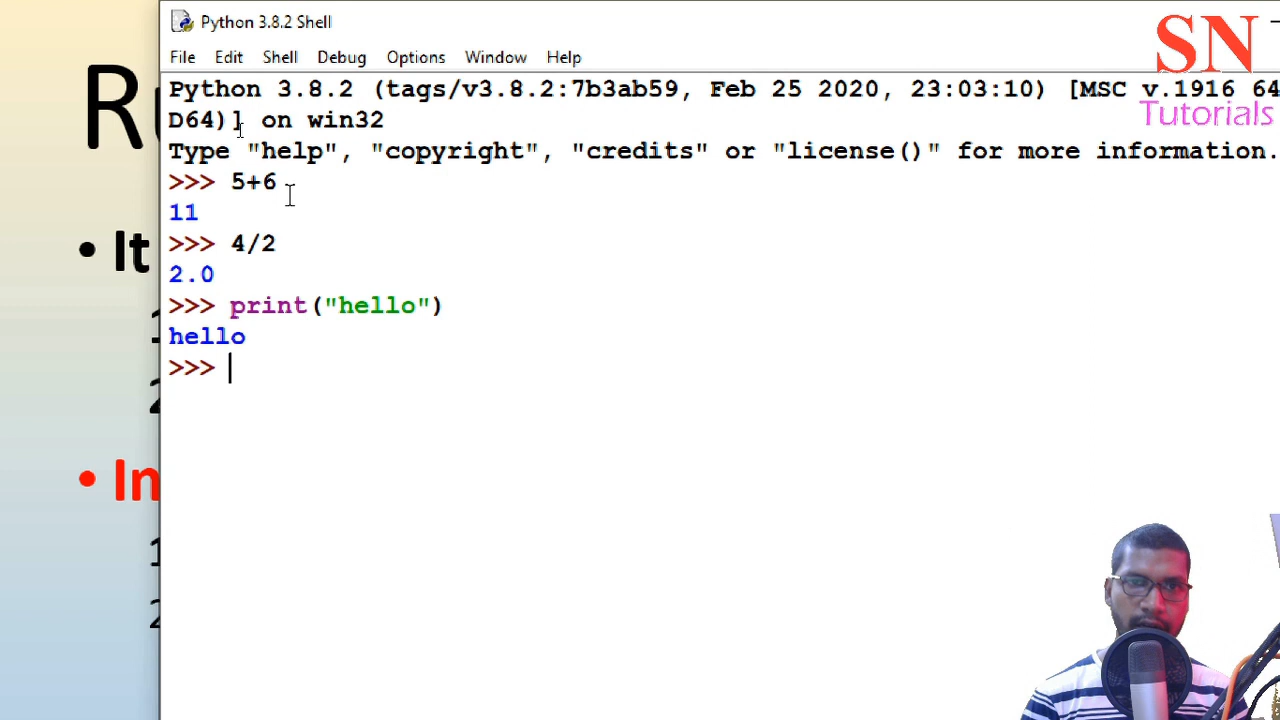 Python 3.8.2 Shell
SN
File Edit Shell Debug Options Window Help
Python 3.8.2 (tags/v3.8.2:7b3ab59, Feb 25 2020, 23:03:10) [MSC v.1916 64
Tutorials
D64)] on win32
Type "help", "copyright", "credits" or "license()" for more information.
>>> 5+6
11
>>> 4/2
2.0
>>> print("hello")
hello
>>>
• It
• In